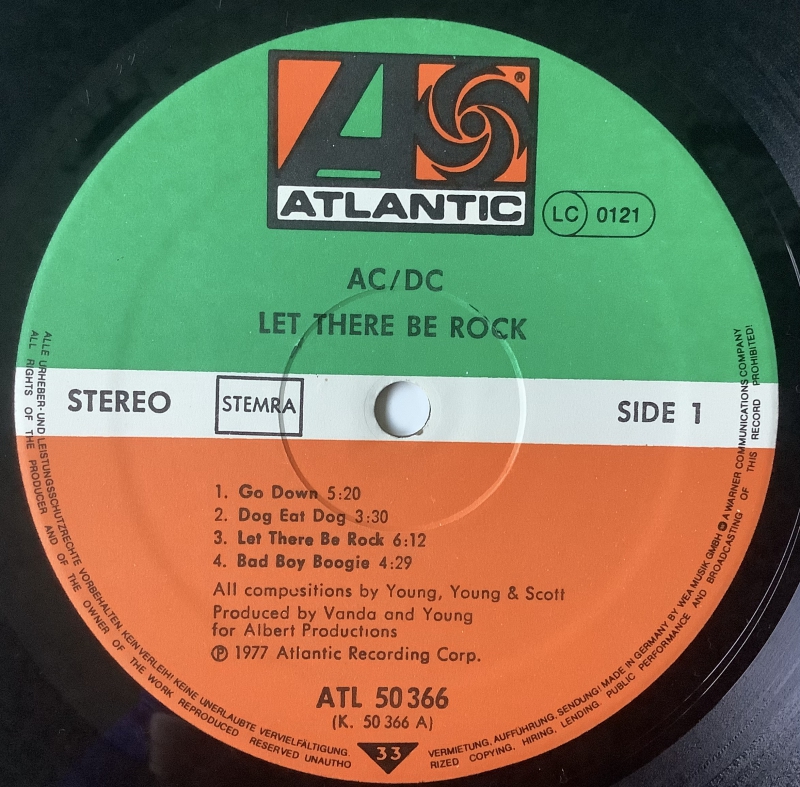 ®
ATLANTIC
LC 0121
AC/DC
LET THERE BE ROCK
STEREO
STEMRA
SIDE 1
1. Go Down 5:20
2. Dog Eat Dog 3:30
3. Let There Be Rock 6:12
4. Bad Boy Boogie 4:29
All compositions by Young, Young & Scott
Produced by Vanda and Young
for Albert Productions
℗ 1977 Atlantic Recording Corp.
ATL 50 366
(K. 50 366 A)
33
ALLE URHEBER- UND LEISTUNGSSCHUTZRECHTE VORBEHALTEN. KEIN VERLEIH! KEINE UNERLAUBTE VERVIELFÄLTIGUNG, VERMIETUNG, AUFFÜHRUNG, SENDUNG! MADE IN GERMANY BY WEA MUSIK GMBH A WARNER COMMUNICATIONS COMPANY
ALL RIGHTS OF THE PRODUCER AND OF THE OWNER OF THE WORK REPRODUCED RESERVED UNAUTHORIZED COPYING, HIRING, LENDING, PUBLIC PERFORMANCE AND BROADCASTING OF THIS RECORD PROHIBITED!